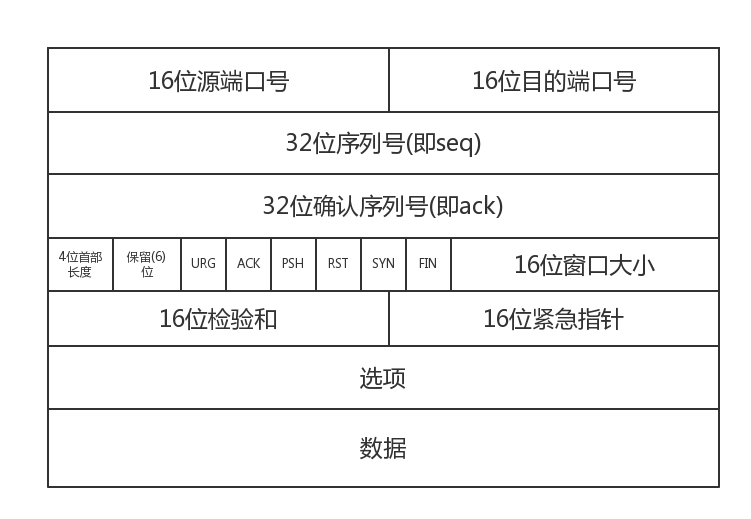 16位源端口号
16位目的端口号
32位序列号(即seq)
32位确认序列号(即ack)
4位首部
长度
保留(6)
位
URG
ACK
PSH
RST
SYN
FIN
16位窗口大小
16位检验和
16位紧急指针
选项
数据